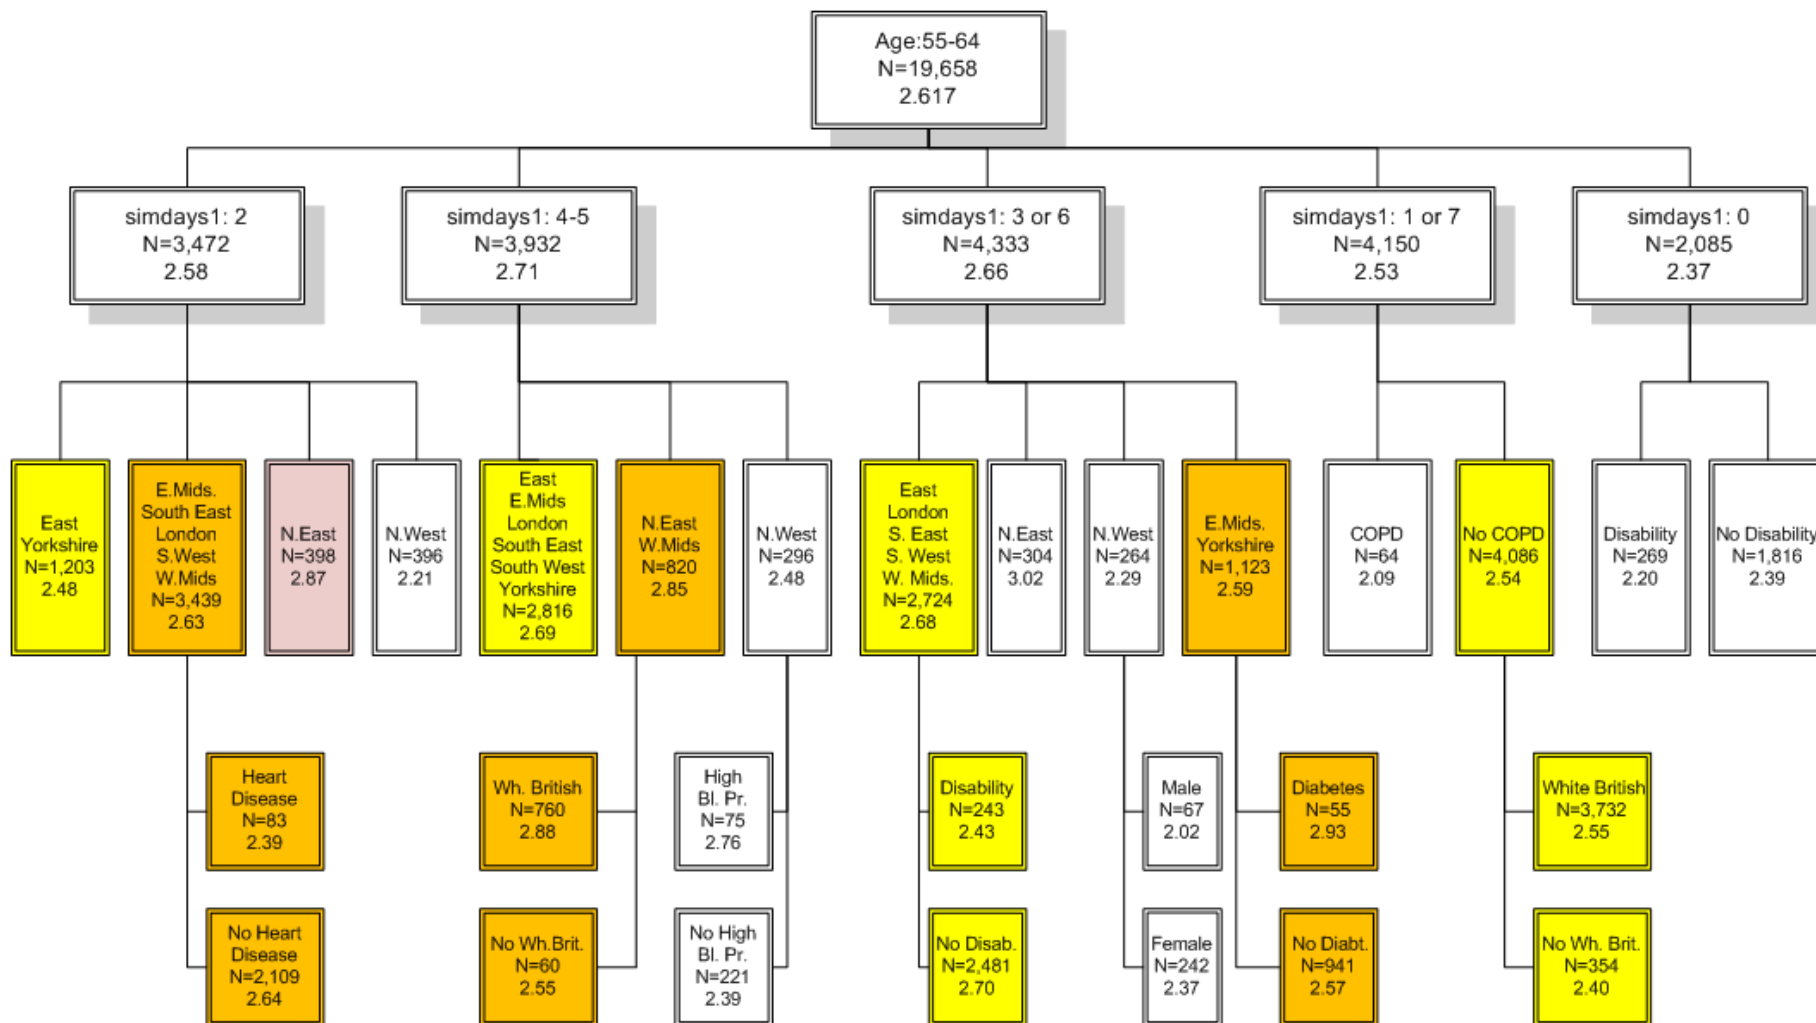 Age:55-64
N=19,658
2.617
simdays1: 2
N=3,472
2.58
simdays1: 4-5
N=3,932
2.71
simdays1: 3 or 6
N=4,333
2.66
simdays1: 1 or 7
N=4,150
2.53
simdays1: 0
N=2,085
2.37
East
Yorkshire
N=1,203
2.48
E.Mids.
South East
London
S.West
W.Mids
N=3,439
2.63
N.East
N=398
2.87
N.West
N=396
2.21
East
E.Mids
London
South East
South West
Yorkshire
N=2,816
2.69
N.East
W.Mids
N=820
2.85
N.West
N=296
2.48
East
London
S. East
S. West
W. Mids.
N=2,724
2.68
N.East
N=304
3.02
N.West
N=264
2.29
E.Mids.
Yorkshire
N=1,123
2.59
COPD
N=64
2.09
No COPD
N=4,086
2.54
Disability
N=269
2.20
No Disability
N=1,816
2.39
Heart
Disease
N=83
2.39
Wh. British
N=760
2.88
High
Bl. Pr.
N=75
2.76
Disability
N=243
2.43
Male
N=67
2.02
Diabetes
N=55
2.93
White British
N=3,732
2.55
No Heart
Disease
N=2,109
2.64
No Wh.Brit.
N=60
2.55
No High
Bl. Pr.
N=221
2.39
No Disab.
N=2,481
2.70
Female
N=242
2.37
No Diabt.
N=941
2.57
No Wh. Brit.
N=354
2.40